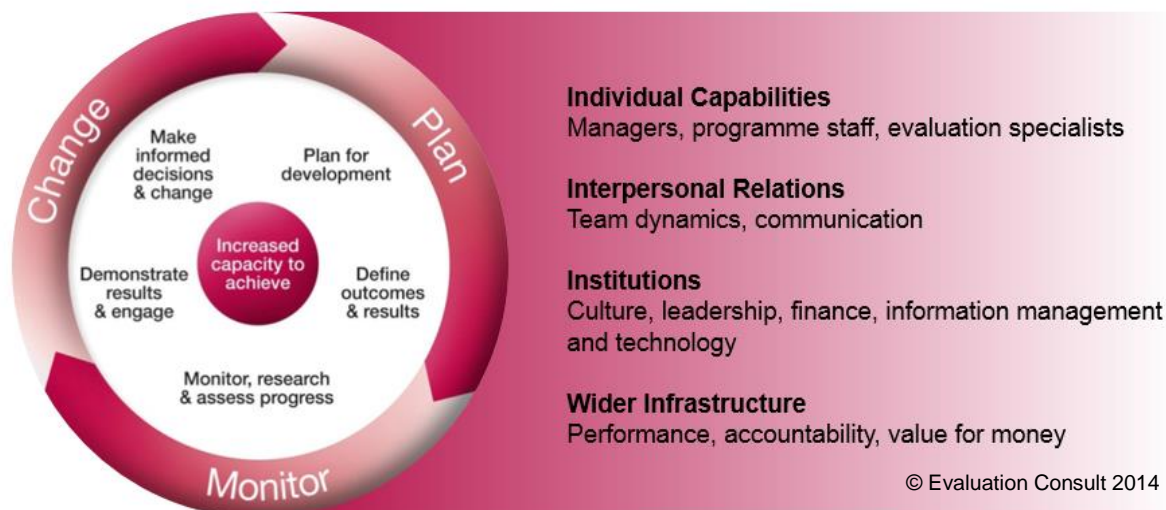 Change
Plan
Monitor
Make
informed
decisions
& change
Plan for
development
Increased
capacity to
achieve
Demonstrate
results
& engage
Define
outcomes
& results
Monitor, research
& assess progress
Individual Capabilities
Managers, programme staff, evaluation specialists
Interpersonal Relations
Team dynamics, communication
Institutions
Culture, leadership, finance, information management
and technology
Wider Infrastructure
Performance, accountability, value for money
© Evaluation Consult 2014